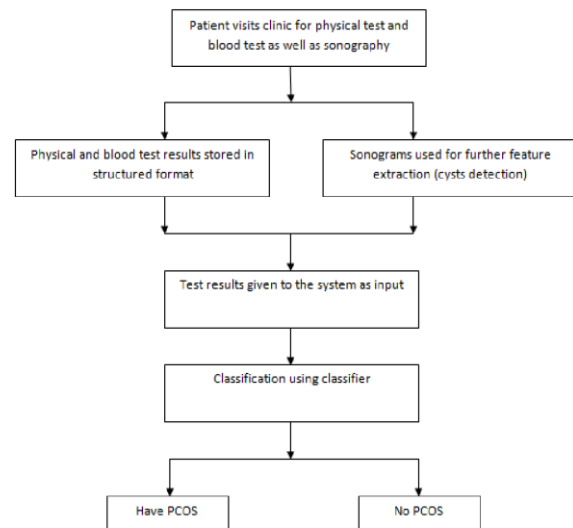 Patient visits clinic for physical test and
blood test as well as sonography
Physical and blood test results stored in
structured format
Sonograms used for further feature
extraction (cysts detection)
Test results given to the system as input
Classification using classifier
Have PCOS
No PCOS